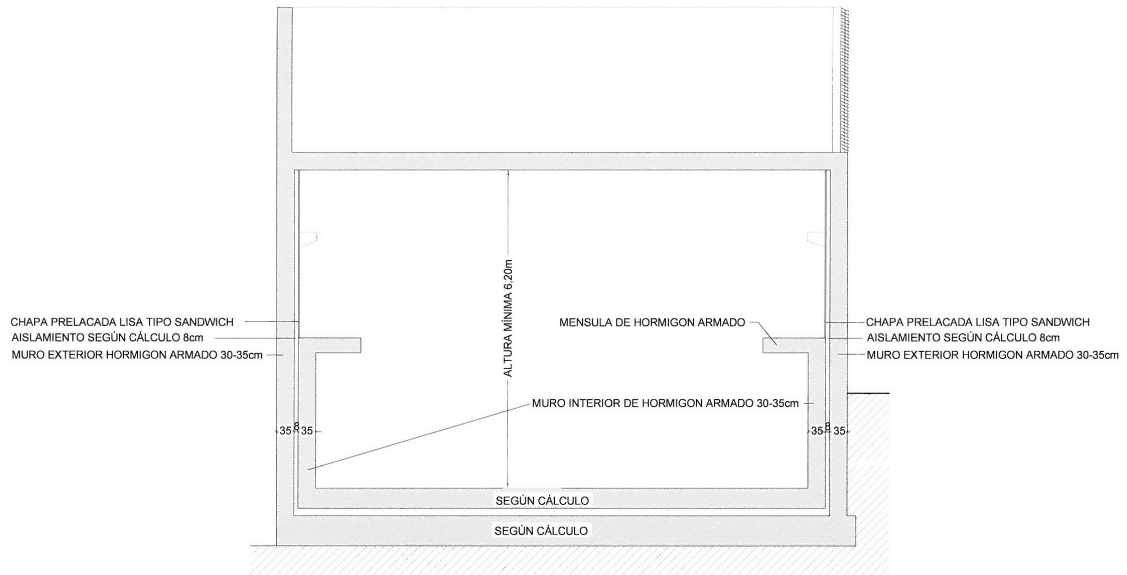 ALTURA MÍNIMA 6,20m
CHAPA PRELACADA LISA TIPO SANDWICH
AISLAMIENTO SEGÚN CÁLCULO 8cm
MURO EXTERIOR HORMIGON ARMADO 30-35cm
MENSULA DE HORMIGON ARMADO
CHAPA PRELACADA LISA TIPO SANDWICH
AISLAMIENTO SEGÚN CÁLCULO 8cm
MURO EXTERIOR HORMIGON ARMADO 30-35cm
MURO INTERIOR DE HORMIGON ARMADO 30-35cm
35 8 35
35 8 35
SEGÚN CÁLCULO
SEGÚN CÁLCULO